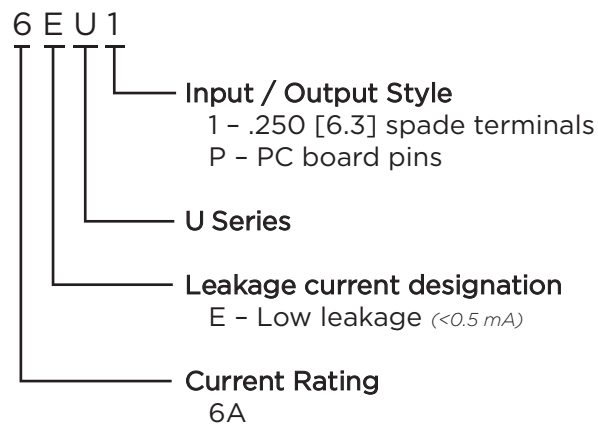 6 E U 1
Input / Output Style
1 – .250 [6.3] spade terminals
P – PC board pins
U Series
Leakage current designation
E – Low leakage (<0.5 mA)
Current Rating
6A